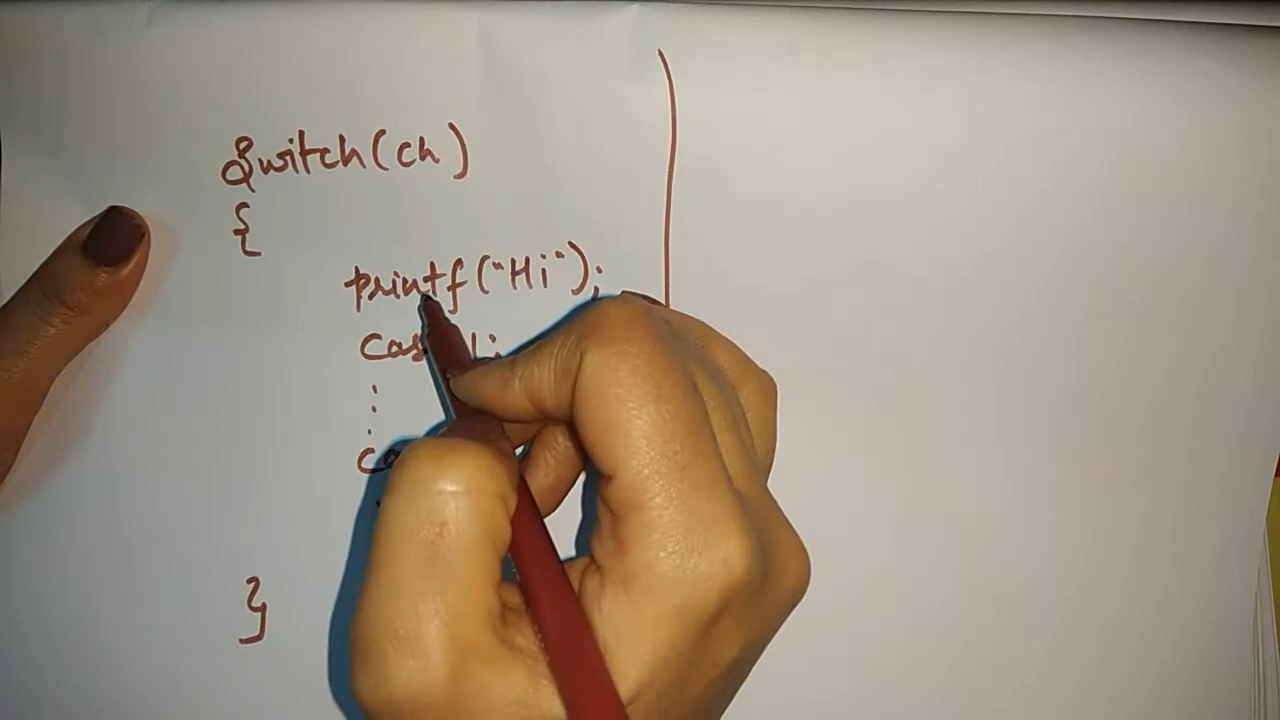 Switch(ch)
{
printf("Hi");
:
}